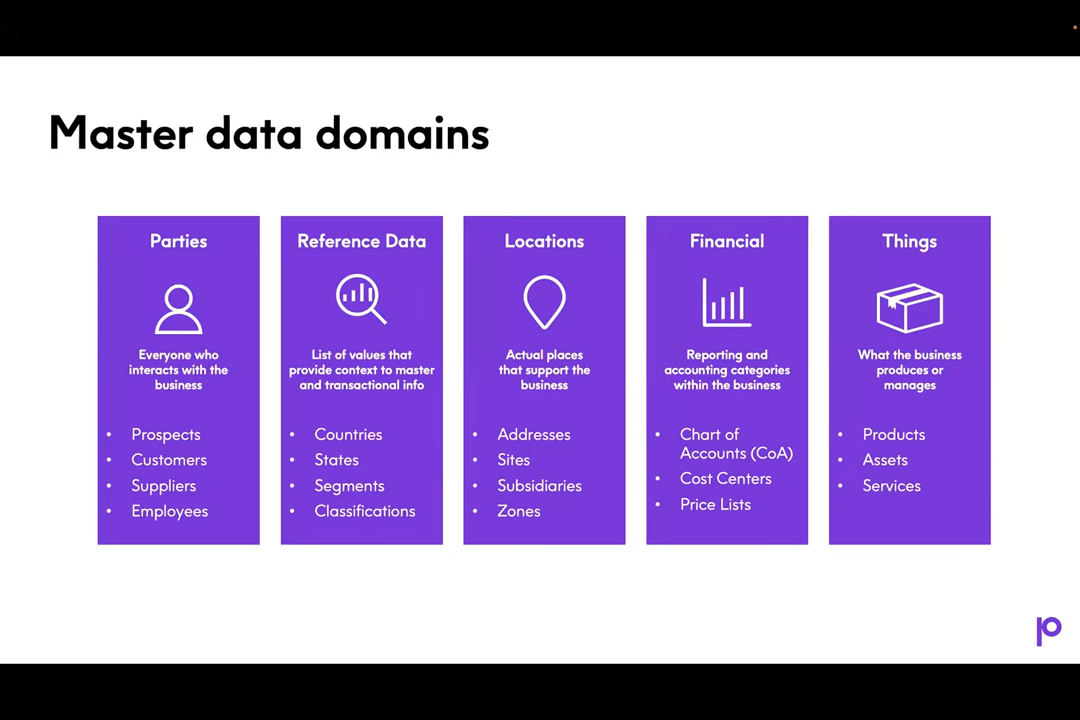 Master data domains
Parties
Everyone who
interacts with the
business
• Prospects
• Customers
• Suppliers
• Employees
Reference Data
List of values that
provide context to master
and transactional info
• Countries
• States
• Segments
• Classifications
Locations
Actual places
that support the
business
• Addresses
• Sites
• Subsidiaries
• Zones
Financial
Reporting and
accounting categories
within the business
• Chart of
Accounts (CoA)
• Cost Centers
• Price Lists
Things
What the business
produces or
manages
• Products
• Assets
• Services